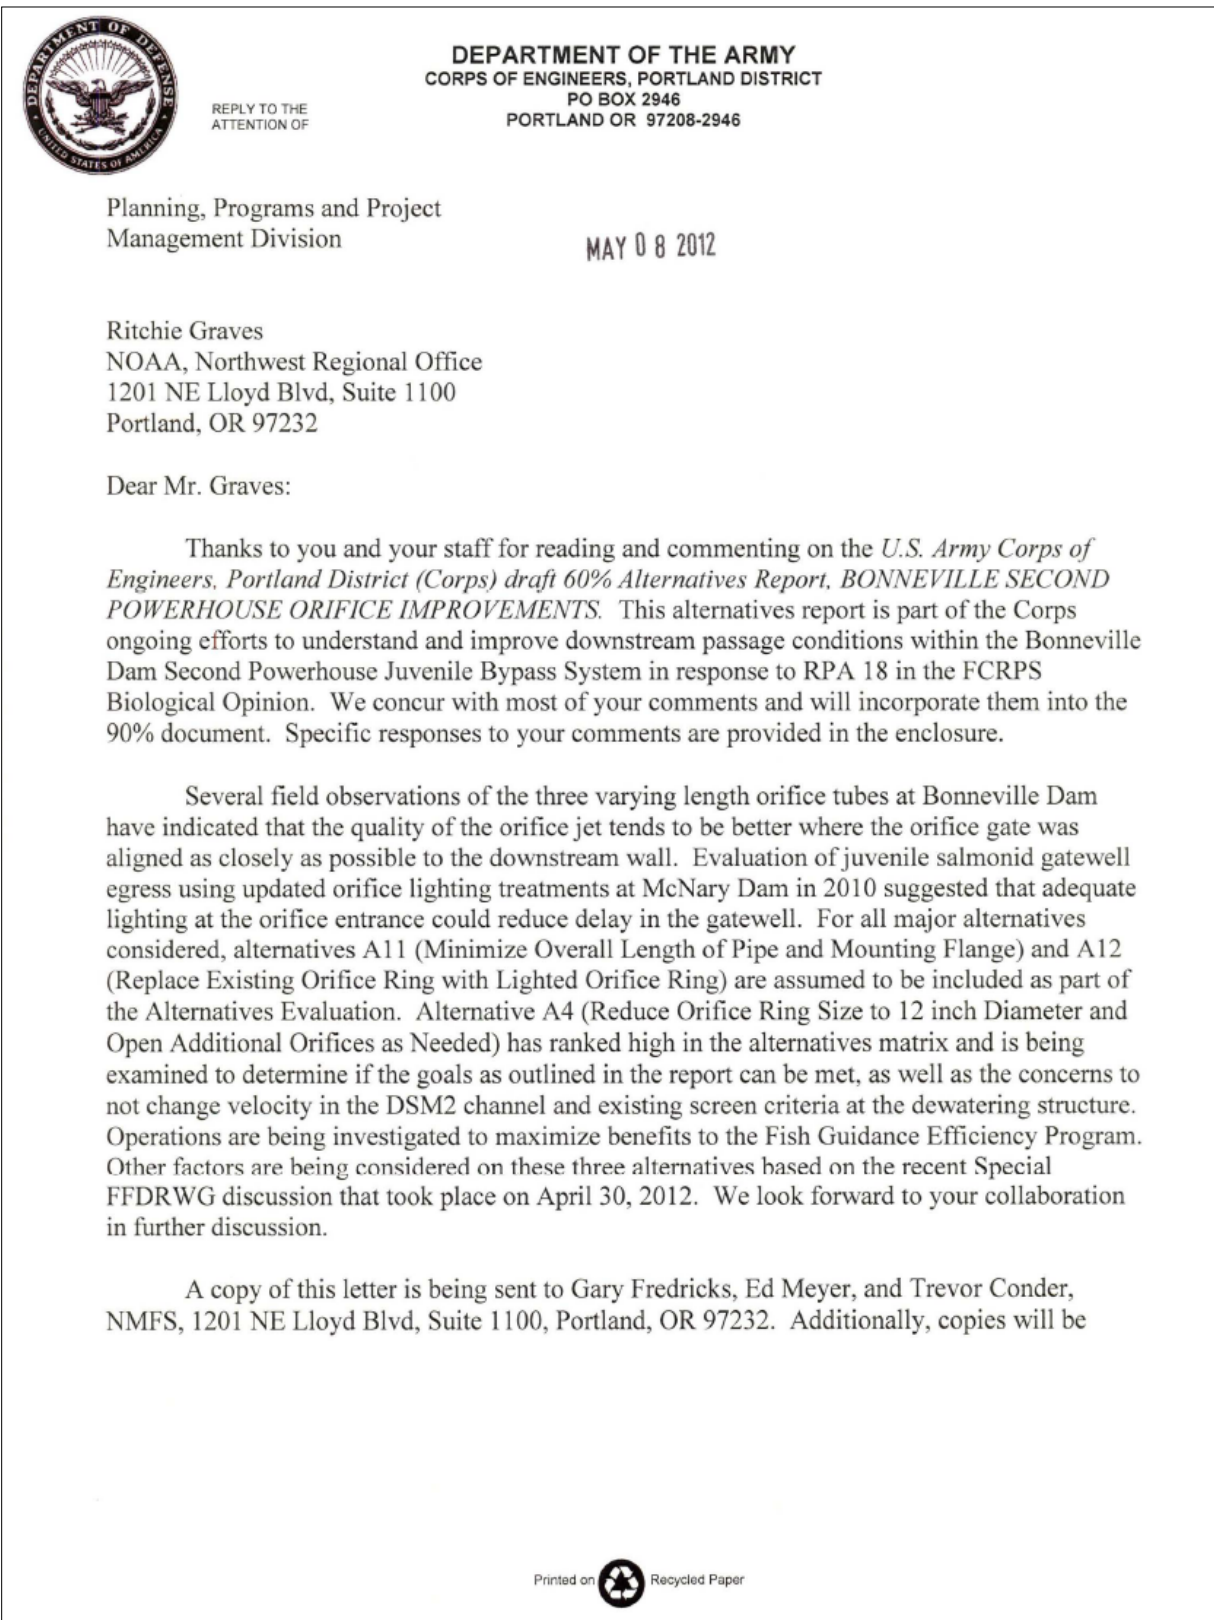 DEPARTMENT OF DEFENSE
UNITED STATES OF AMERICA
REPLY TO THE
ATTENTION OF
DEPARTMENT OF THE ARMY
CORPS OF ENGINEERS, PORTLAND DISTRICT
PO BOX 2946
PORTLAND OR 97208-2946
Planning, Programs and Project
Management Division
MAY 08 2012
Ritchie Graves
NOAA, Northwest Regional Office
1201 NE Lloyd Blvd, Suite 1100
Portland, OR 97232
Dear Mr. Graves:
Thanks to you and your staff for reading and commenting on the U.S. Army Corps of
Engineers, Portland District (Corps) draft 60% Alternatives Report, BONNEVILLE SECOND
POWERHOUSE ORIFICE IMPROVEMENTS. This alternatives report is part of the Corps
ongoing efforts to understand and improve downstream passage conditions within the Bonneville
Dam Second Powerhouse Juvenile Bypass System in response to RPA 18 in the FCRPS
Biological Opinion. We concur with most of your comments and will incorporate them into the
90% document. Specific responses to your comments are provided in the enclosure.
Several field observations of the three varying length orifice tubes at Bonneville Dam
have indicated that the quality of the orifice jet tends to be better where the orifice gate was
aligned as closely as possible to the downstream wall. Evaluation of juvenile salmonid gatewell
egress using updated orifice lighting treatments at McNary Dam in 2010 suggested that adequate
lighting at the orifice entrance could reduce delay in the gatewell. For all major alternatives
considered, alternatives A11 (Minimize Overall Length of Pipe and Mounting Flange) and A12
(Replace Existing Orifice Ring with Lighted Orifice Ring) are assumed to be included as part of
the Alternatives Evaluation. Alternative A4 (Reduce Orifice Ring Size to 12 inch Diameter and
Open Additional Orifices as Needed) has ranked high in the alternatives matrix and is being
examined to determine if the goals as outlined in the report can be met, as well as the concerns to
not change velocity in the DSM2 channel and existing screen criteria at the dewatering structure.
Operations are being investigated to maximize benefits to the Fish Guidance Efficiency Program.
Other factors are being considered on these three alternatives based on the recent Special
FFDRWG discussion that took place on April 30, 2012. We look forward to your collaboration
in further discussion.
A copy of this letter is being sent to Gary Fredricks, Ed Meyer, and Trevor Conder,
NMFS, 1201 NE Lloyd Blvd, Suite 1100, Portland, OR 97232. Additionally, copies will be
Printed on Recycled Paper